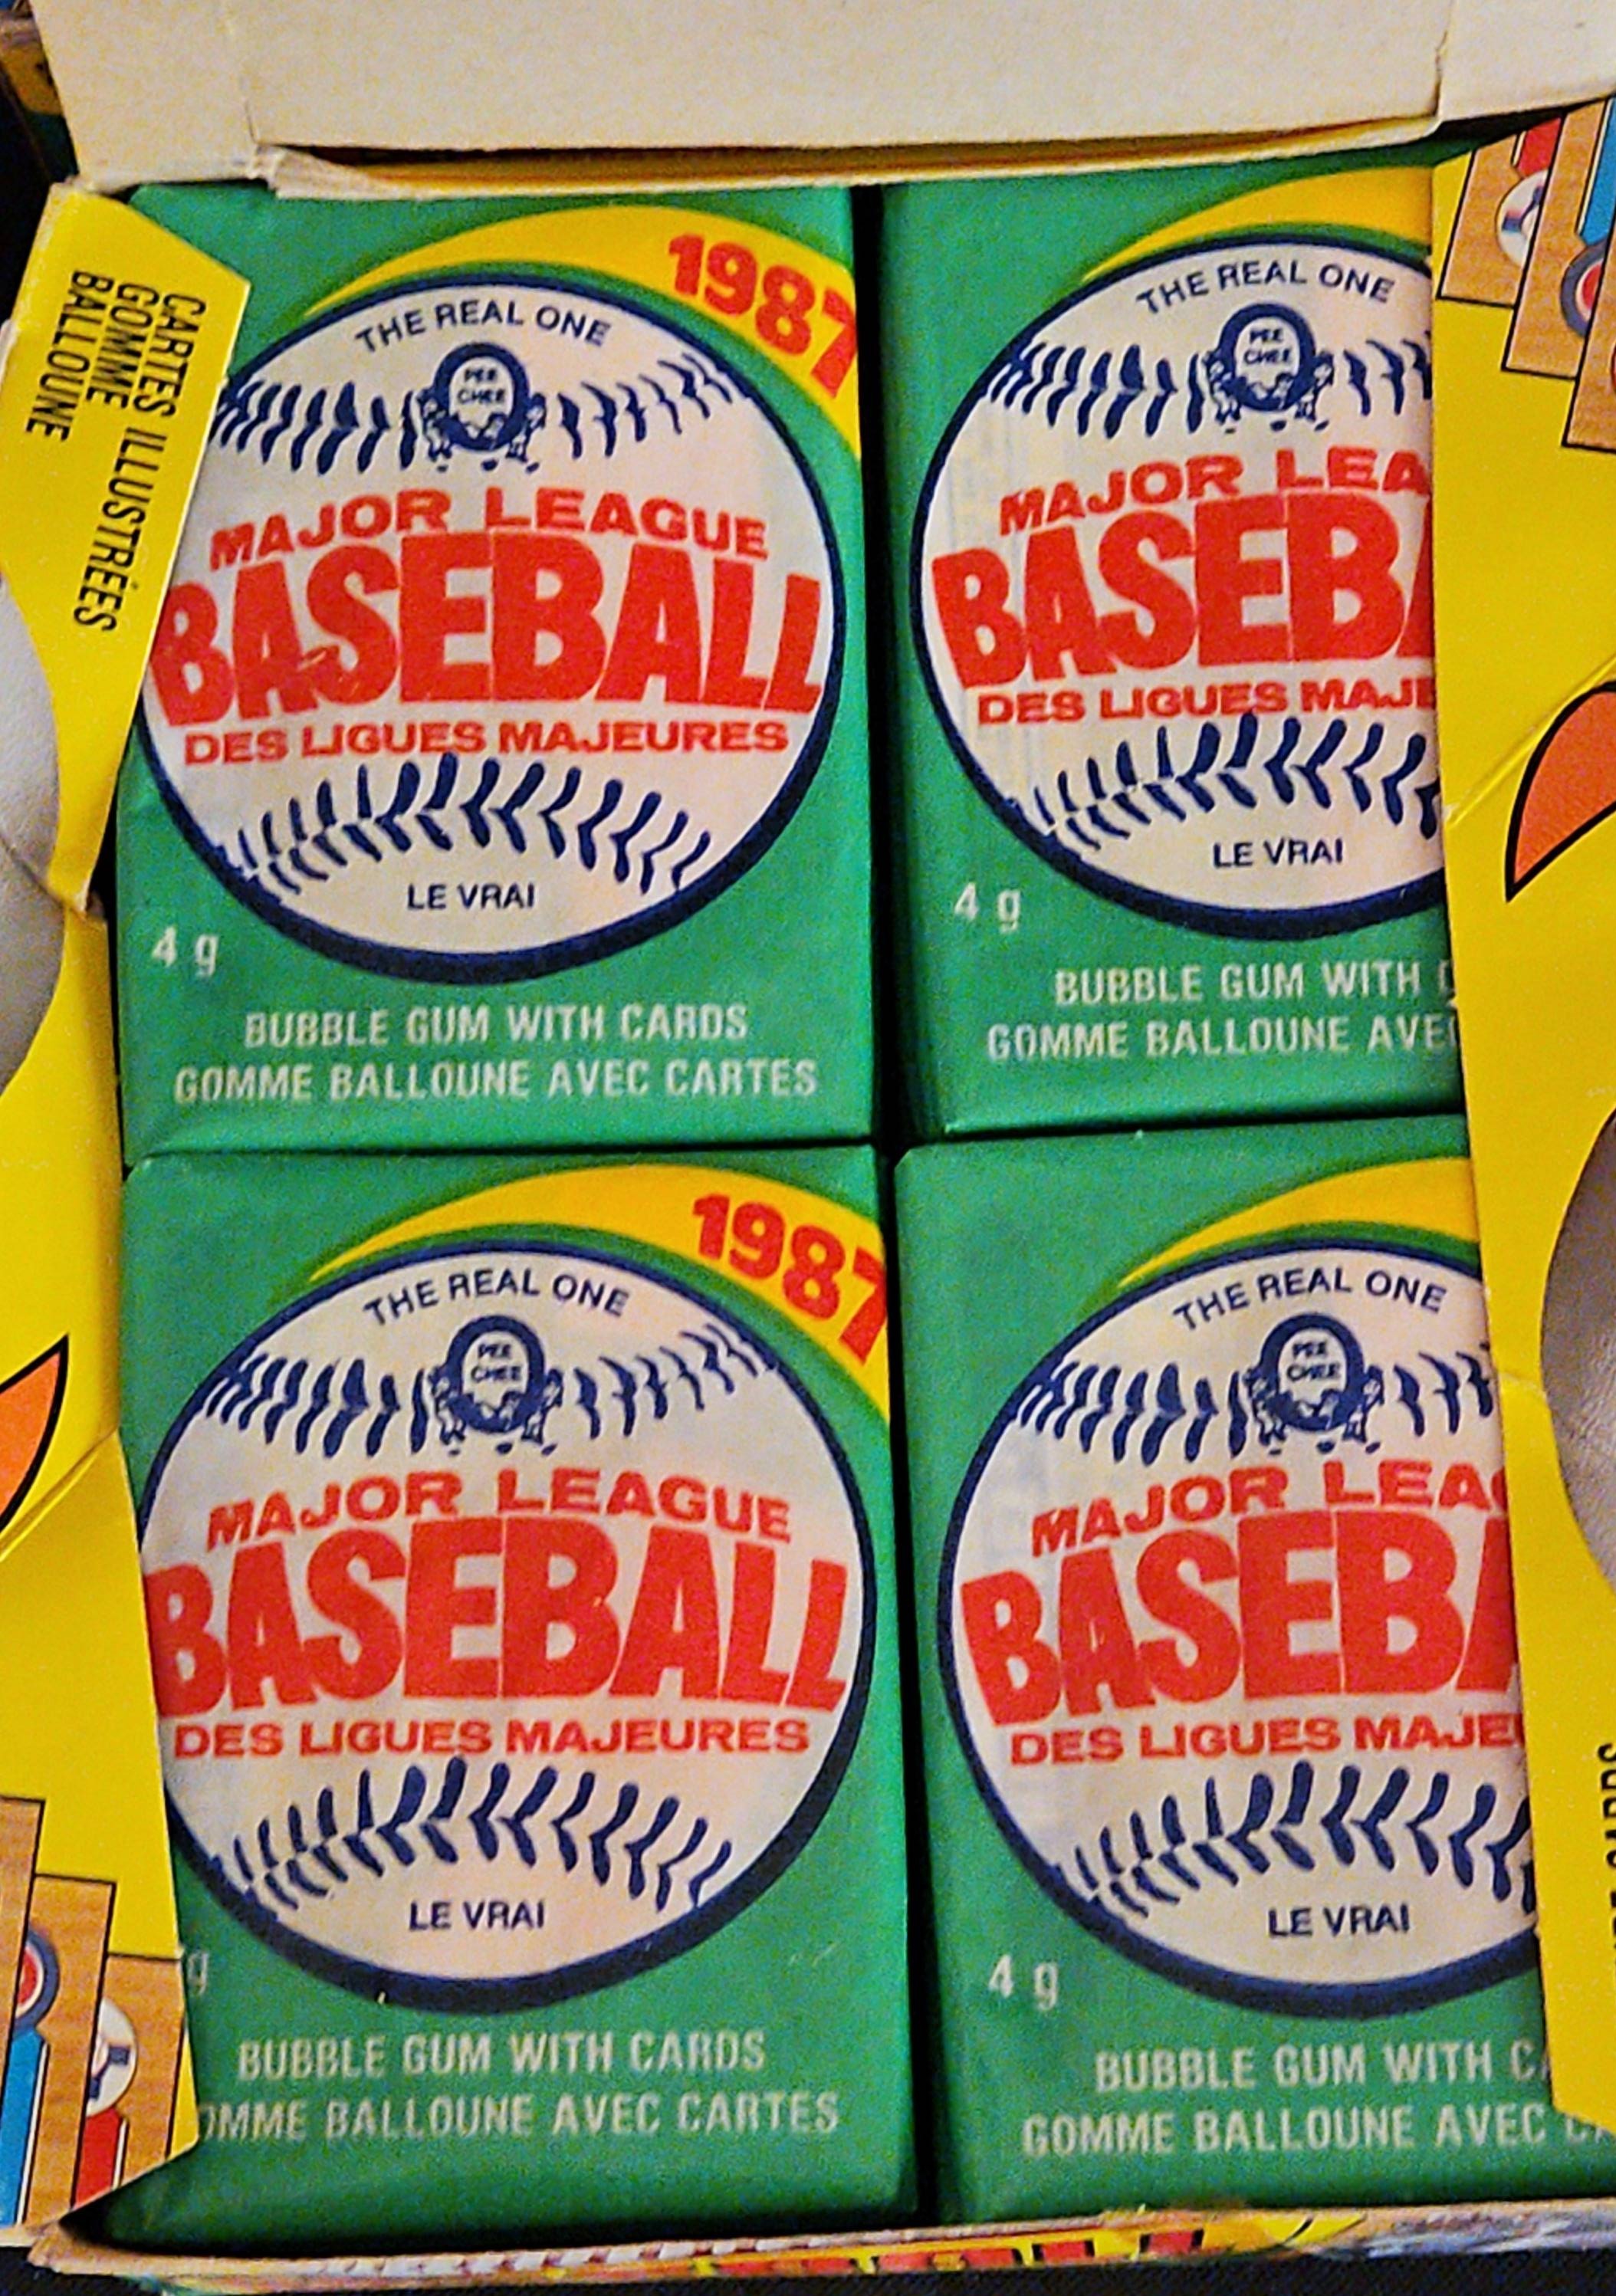 CARTES ILLUSTRÉES
GOMME
BALLOUNE
1987
THE REAL ONE
PEE
CHEE
MAJOR LEAGUE
BASEBALL
DES LIGUES MAJEURES
LE VRAI
4 g
BUBBLE GUM WITH CARDS
GOMME BALLOUNE AVEC CARTES
THE REAL ONE
PEE
CHEE
MAJOR LEA
BASEBA
DES LIGUES MAJE
LE VRAI
4 g
BUBBLE GUM WITH
GOMME BALLOUNE AVE
1987
THE REAL ONE
PEE
CHEE
MAJOR LEAGUE
BASEBALL
DES LIGUES MAJEURES
LE VRAI
g
BUBBLE GUM WITH CARDS
OMME BALLOUNE AVEC CARTES
THE REAL ONE
PEE
CHEE
MAJOR LEAG
BASEBA
DES LIGUES MAJEU
LE VRAI
4 g
BUBBLE GUM WITH CA
GOMME BALLOUNE AVEC